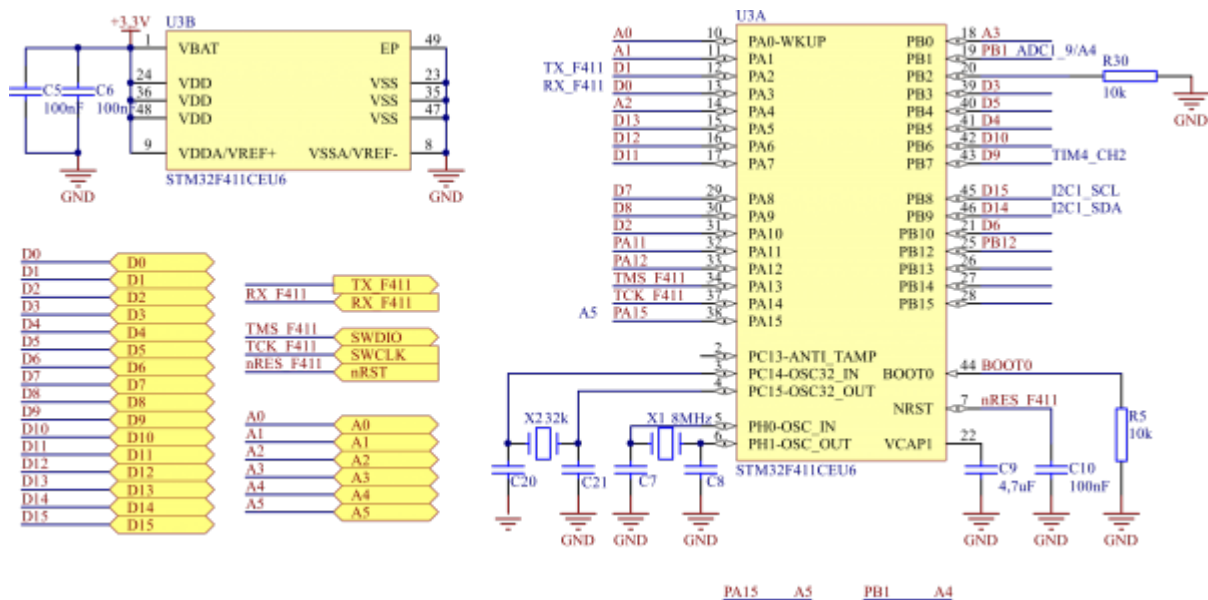 +3,3V
U3B
1 VBAT EP 49
24 VDD VSS 23
36 VDD VSS 35
48 VDD VSS 47
9 VDDA/VREF+ VSSA/VREF- 8
STM32F411CEU6
C5
100nF
C6
100nF
GND
GND
U3A
A0 10 PA0-WKUP PB0 18 A3
A1 11 PA1 PB1 19 PB1 ADC1_9/A4
TX_F411 D1 12 PA2 PB2 20
RX_F411 D0 13 PA3 PB3 39 D3
A2 14 PA4 PB4 40 D5
D13 15 PA5 PB5 41 D4
D12 16 PA6 PB6 42 D10
D11 17 PA7 PB7 43 D9 TIM4_CH2
R30
10k
GND
D7 29 PA8 PB8 45 D15 I2C1_SCL
D8 30 PA9 PB9 46 D14 I2C1_SDA
D2 31 PA10 PB10 21 D6
PA11 32 PA11 PB12 25 PB12
PA12 33 PA12 PB13 26
TMS_F411 34 PA13 PB14 27
TCK_F411 37 PA14 PB15 28
A5 PA15 38 PA15
2 PC13-ANTI_TAMP
3 PC14-OSC32_IN BOOT0 44 BOOT0
4 PC15-OSC32_OUT
NRST 7 nRES_F411
5 PH0-OSC_IN
6 PH1-OSC_OUT VCAP1 22
STM32F411CEU6
X2 32k
X1 8MHz
C20
C21
C7
C8
C9
4,7uF
C10
100nF
R5
10k
GND
GND
GND
GND
GND
GND
D0 D0
D1 D1
D2 D2
D3 D3
D4 D4
D5 D5
D6 D6
D7 D7
D8 D8
D9 D9
D10 D10
D11 D11
D12 D12
D13 D13
D14 D14
D15 D15
TX_F411
RX_F411 RX_F411
TMS_F411 SWDIO
TCK_F411 SWCLK
nRES_F411 nRST
A0 A0
A1 A1
A2 A2
A3 A3
A4 A4
A5 A5
PA15 A5 PB1 A4